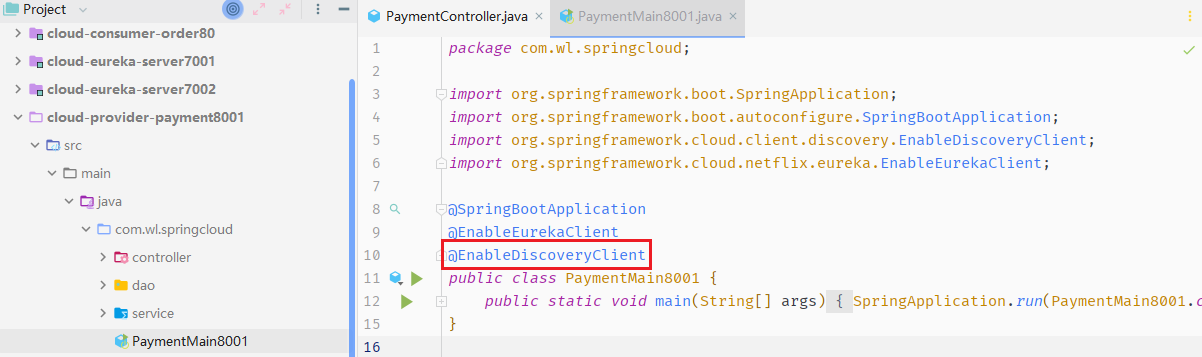 Project
cloud-consumer-order80
cloud-eureka-server7001
cloud-eureka-server7002
cloud-provider-payment8001
src
main
java
com.wl.springcloud
controller
dao
service
PaymentMain8001
PaymentController.java
PaymentMain8001.java
1 package com.wl.springcloud;
2
3 import org.springframework.boot.SpringApplication;
4 import org.springframework.boot.autoconfigure.SpringBootApplication;
5 import org.springframework.cloud.client.discovery.EnableDiscoveryClient;
6 import org.springframework.cloud.netflix.eureka.EnableEurekaClient;
7
8 @SpringBootApplication
9 @EnableEurekaClient
10 @EnableDiscoveryClient
11 public class PaymentMain8001 {
12 public static void main(String[] args) { SpringApplication.run(PaymentMain8001.c
15 }
16